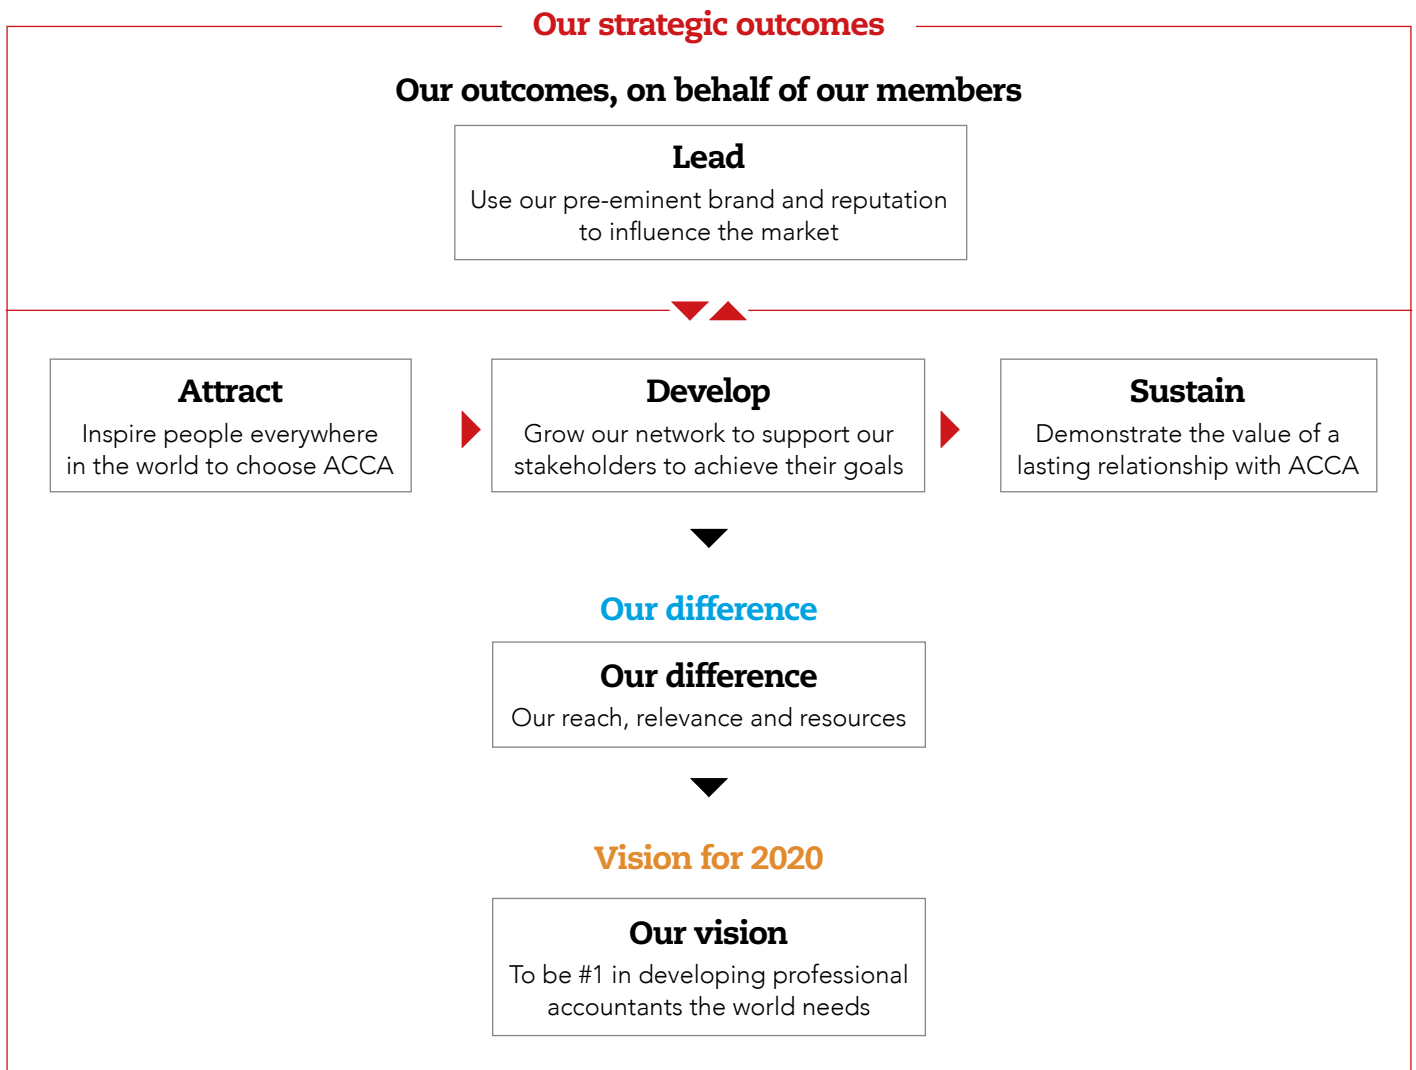 Our strategic outcomes
Our outcomes, on behalf of our members
Lead
Use our pre-eminent brand and reputation
to influence the market
Attract
Inspire people everywhere
in the world to choose ACCA
Develop
Grow our network to support our
stakeholders to achieve their goals
Sustain
Demonstrate the value of a
lasting relationship with ACCA
Our difference
Our difference
Our reach, relevance and resources
Vision for 2020
Our vision
To be #1 in developing professional
accountants the world needs